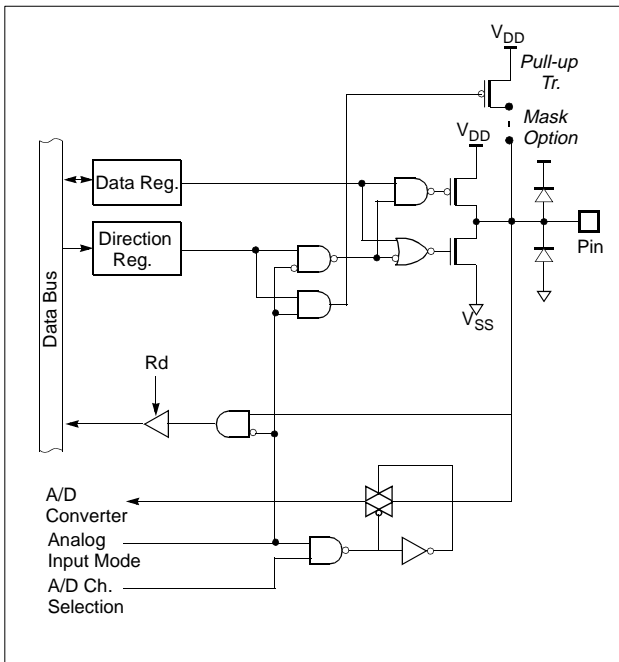 VDD
Pull-up
Tr.
Mask
Option
VDD
Data Reg.
Direction
Reg.
Pin
Data Bus
VSS
Rd
A/D
Converter
Analog
Input Mode
A/D Ch.
Selection